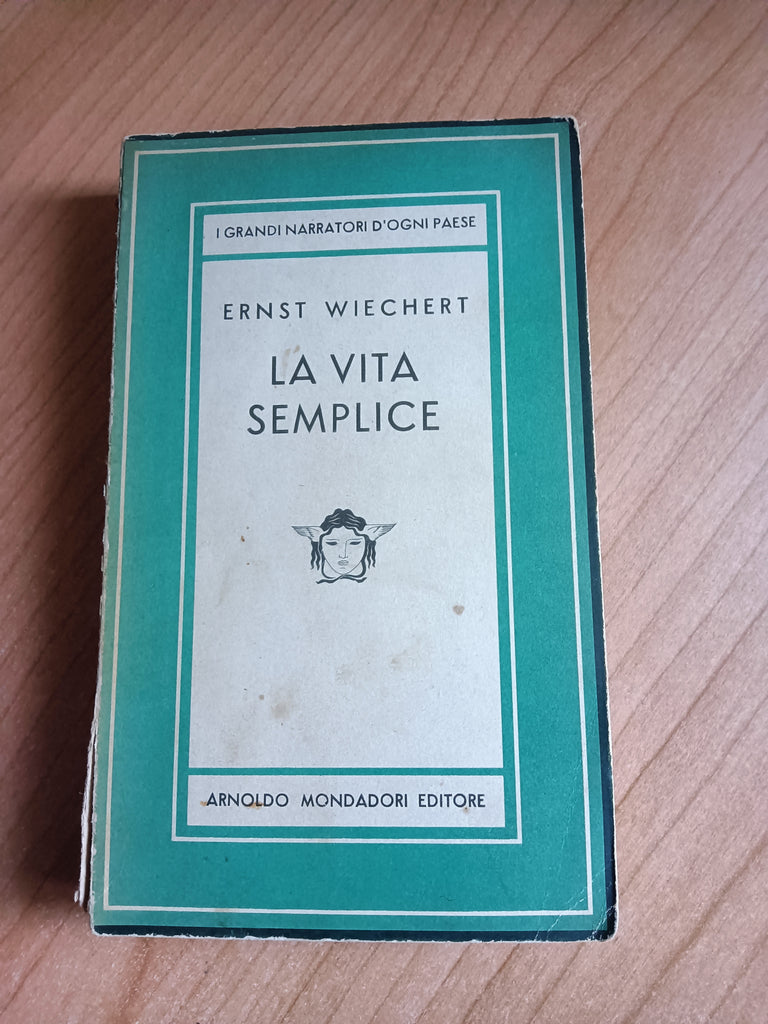 I GRANDI NARRATORI D'OGNI PAESE
ERNST WIECHERT
LA VITA
SEMPLICE
ARNOLDO MONDADORI EDITORE